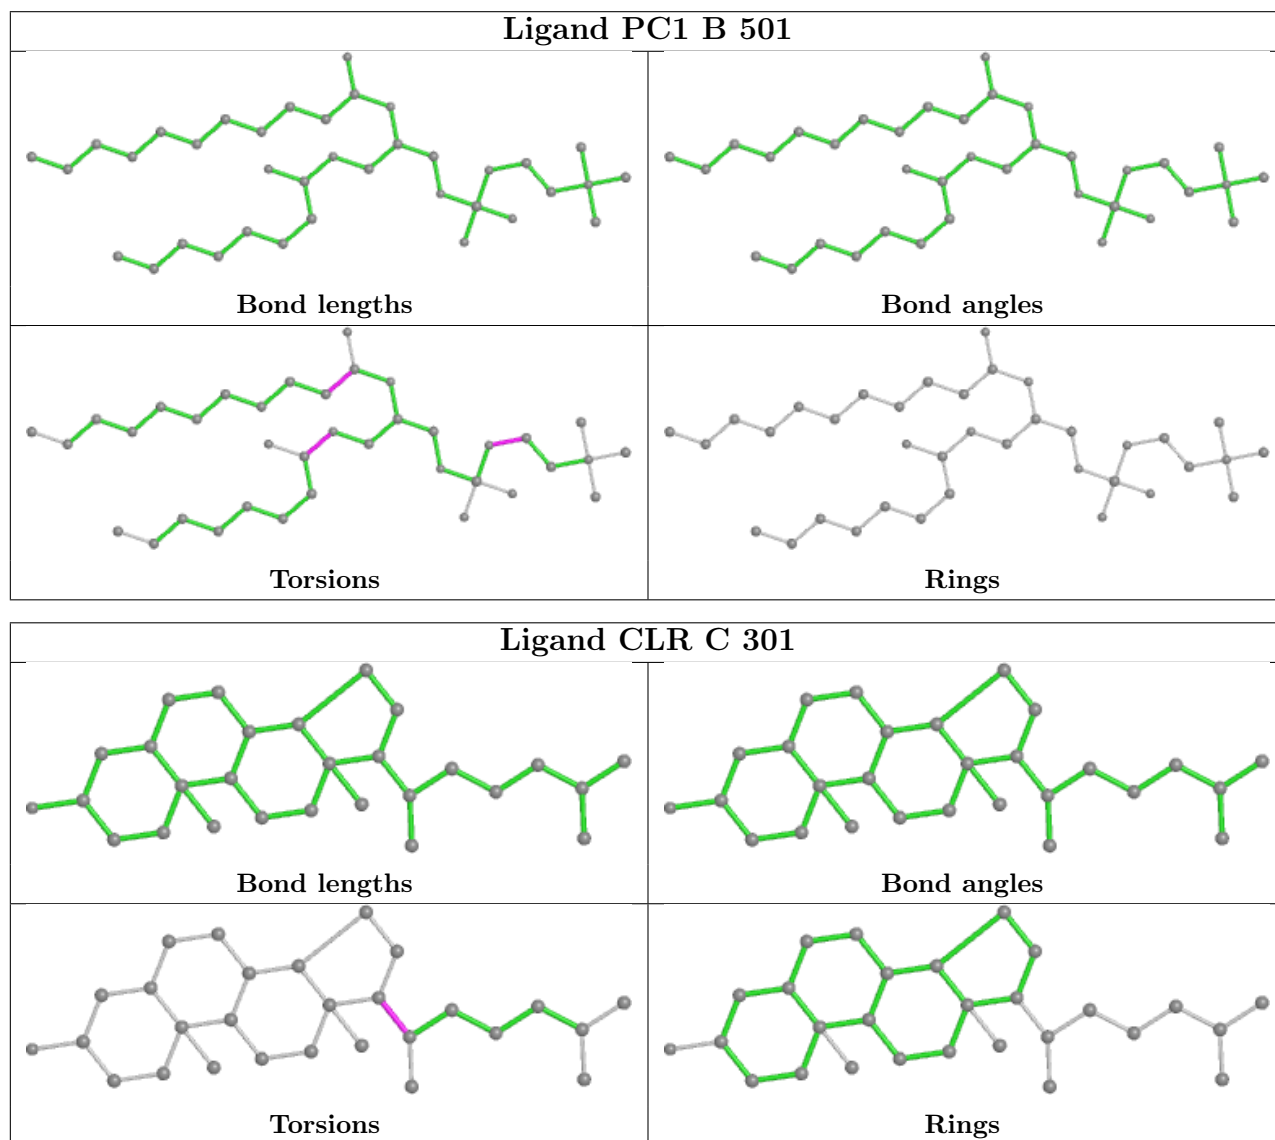 Ligand PC1 B 501
Bond lengths
Bond angles
Torsions
Rings
Ligand CLR C 301
Bond lengths
Bond angles
Torsions
Rings